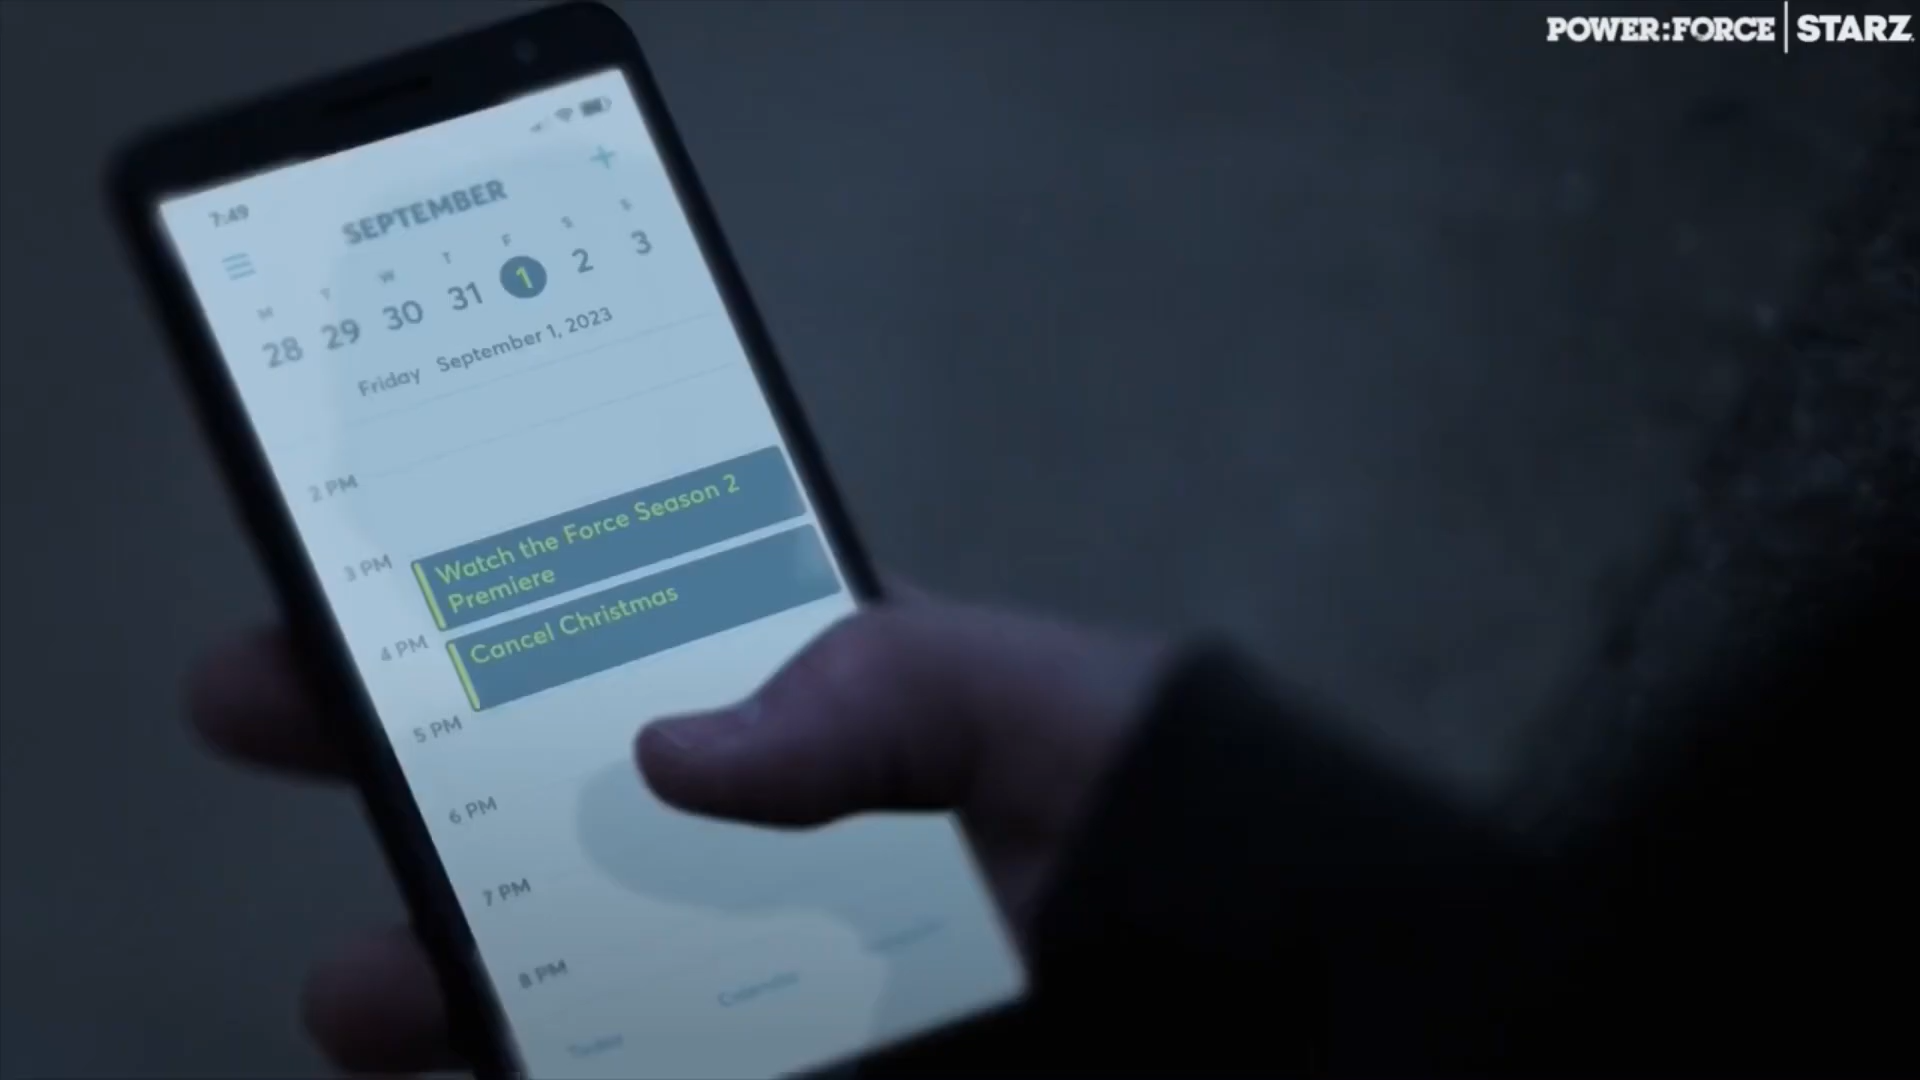 POWER:FORCE | STARZ
7:49
SEPTEMBER
M T W T F S S
28 29 30 31 1 2 3
Friday September 1, 2023
2 PM
3 PM
Watch the Force Season 2
Premiere
4 PM
Cancel Christmas
5 PM
6 PM
7 PM
8 PM
Calendar
Today